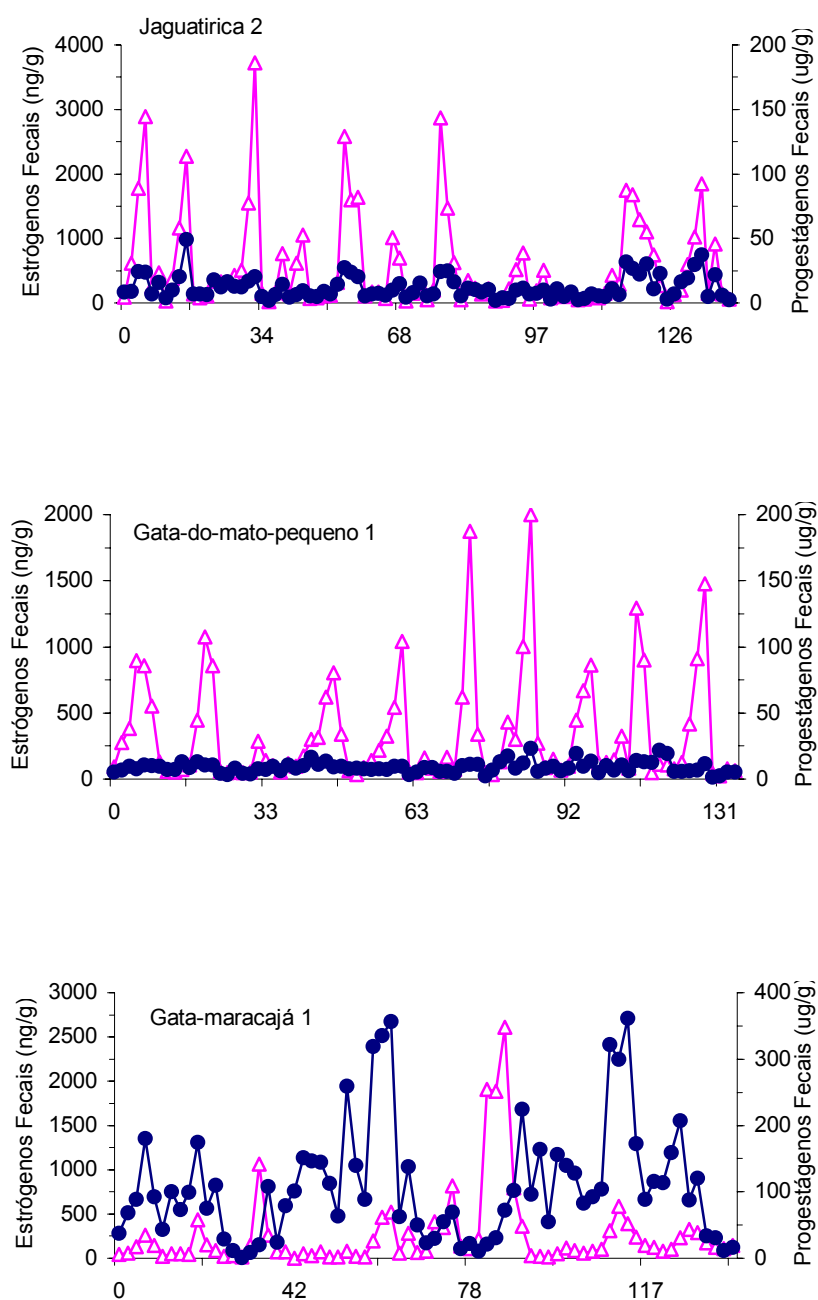 Jaguatirica 2
Estrógenos Fecais (ng/g)
4000
3000
2000
1000
0
200
150
100
50
0
Progestágenos Fecais (ug/g)
0 34 68 97 126
Gata-do-mato-pequeno 1
Estrógenos Fecais (ng/g)
2000
1500
1000
500
0
200
150
100
50
0
Progestágenos Fecais (ug/g)
0 33 63 92 131
Gata-maracajá 1
Estrógenos Fecais (ng/g)
3000
2500
2000
1500
1000
500
0
400
300
200
100
0
Progestágenos Fecais (ug/g)
0 42 78 117